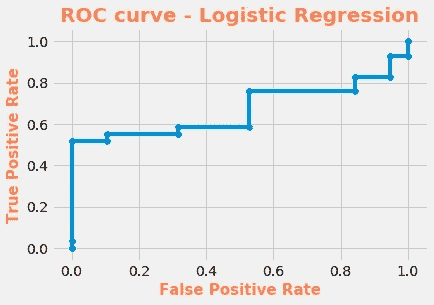 ROC curve - Logistic Regression
1.0
0.8
0.6
0.4
0.2
0.0
True Positive Rate
0.0 0.2 0.4 0.6 0.8 1.0
False Positive Rate